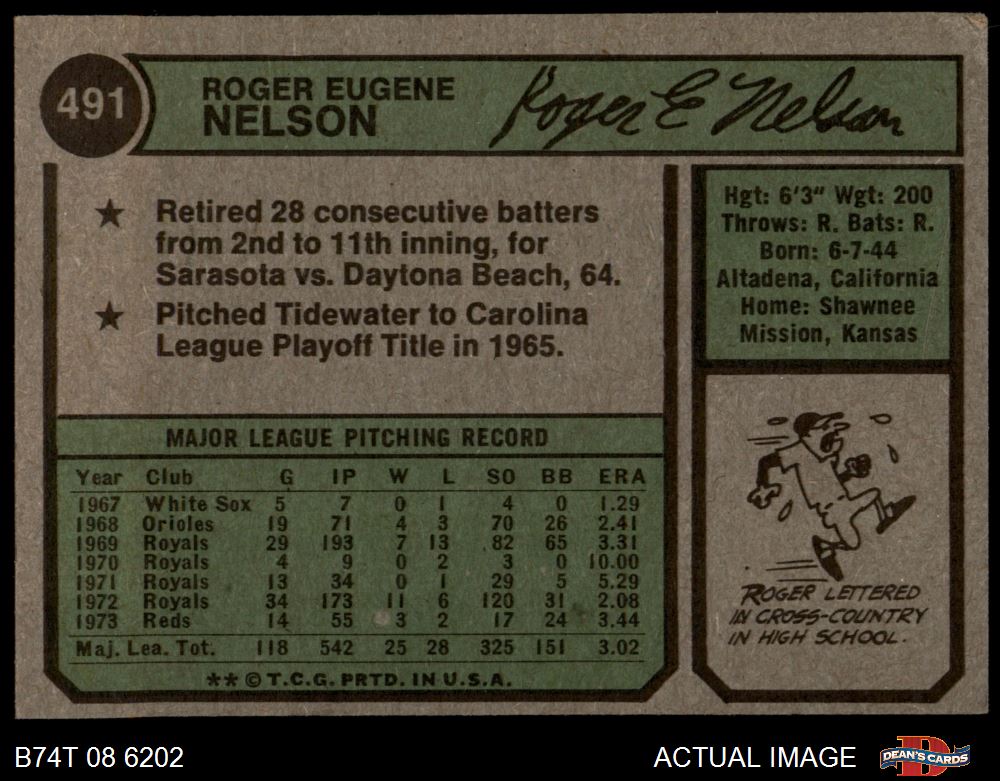 491
ROGER EUGENE
NELSON
Roger E Nelson
★ Retired 28 consecutive batters
from 2nd to 11th inning, for
Sarasota vs. Daytona Beach, 64.
★ Pitched Tidewater to Carolina
League Playoff Title in 1965.
Hgt: 6'3" Wgt: 200
Throws: R. Bats: R.
Born: 6-7-44
Altadena, California
Home: Shawnee
Mission, Kansas
MAJOR LEAGUE PITCHING RECORD
Year Club G IP W L SO BB ERA
1967 White Sox 5 7 0 1 4 0 1.29
1968 Orioles 19 71 4 3 70 26 2.41
1969 Royals 29 193 7 13 82 65 3.31
1970 Royals 4 9 0 2 3 0 10.00
1971 Royals 13 34 0 1 29 5 5.29
1972 Royals 34 173 11 6 120 31 2.08
1973 Reds 14 55 3 2 17 24 3.44
Maj. Lea. Tot. 118 542 25 28 325 151 3.02
** © T.C.G. PRTD. IN U.S.A.
ROGER LETTERED
IN CROSS-COUNTRY
IN HIGH SCHOOL.
B74T 08 6202
ACTUAL IMAGE
DEAN'S CARDS